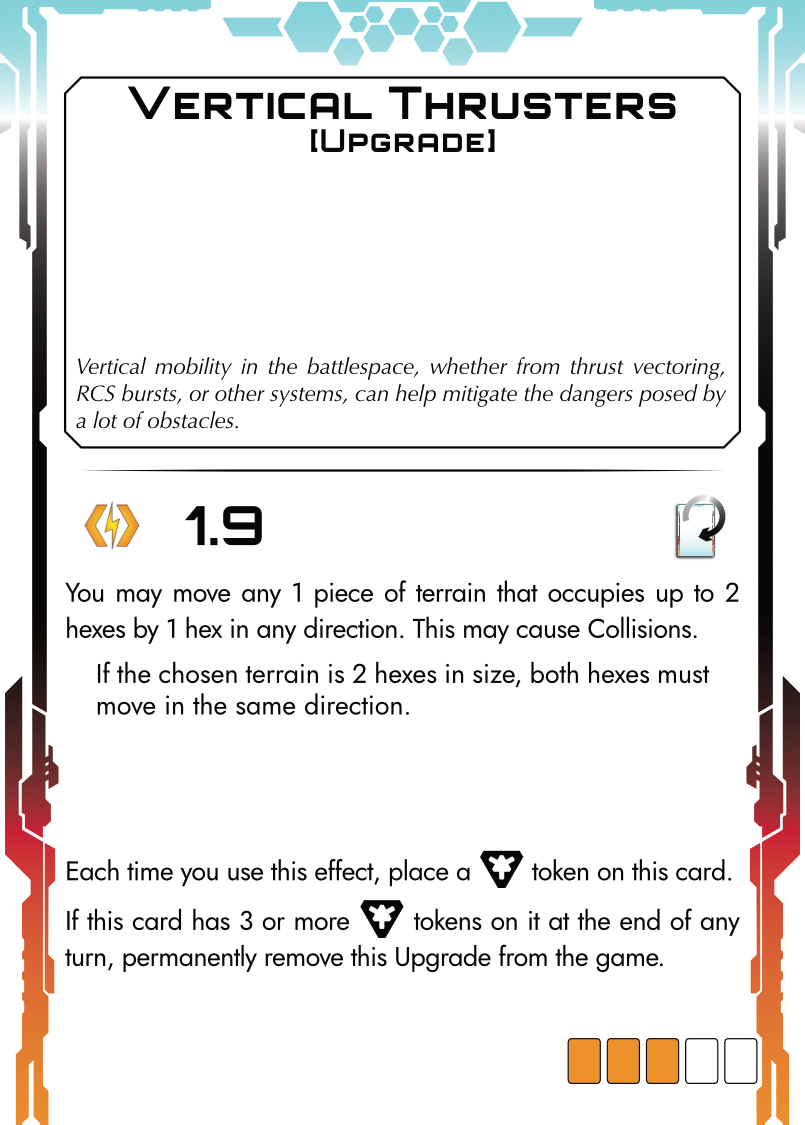 Vertical Thrusters
[Upgrade]
Vertical mobility in the battlespace, whether from thrust vectoring,
RCS bursts, or other systems, can help mitigate the dangers posed by
a lot of obstacles.
1.9
You may move any 1 piece of terrain that occupies up to 2
hexes by 1 hex in any direction. This may cause Collisions.
If the chosen terrain is 2 hexes in size, both hexes must
move in the same direction.
Each time you use this effect, place a token on this card.
If this card has 3 or more tokens on it at the end of any
turn, permanently remove this Upgrade from the game.